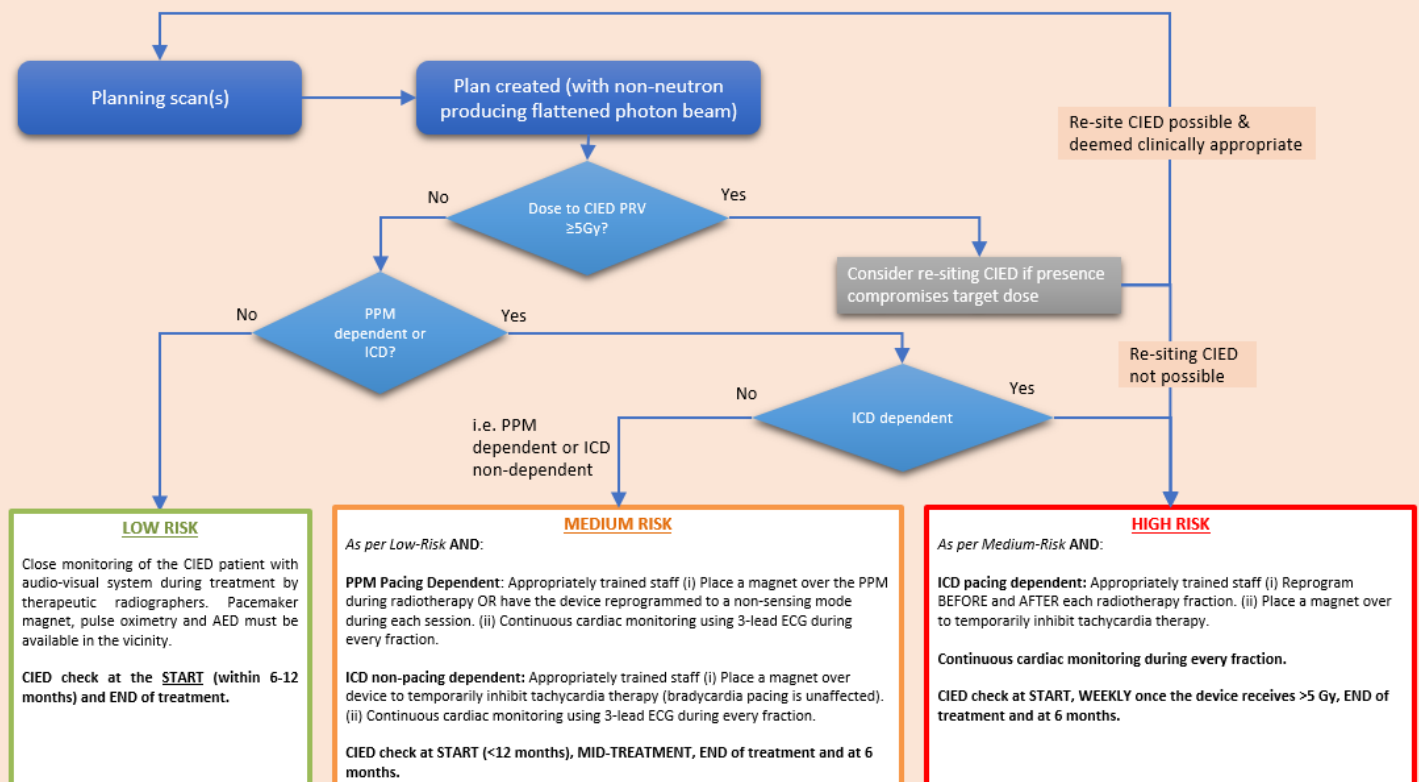 Planning scan(s)
Plan created (with non-neutron
producing flattened photon beam)
Re-site CIED possible &
deemed clinically appropriate
No
Dose to CIED PRV
≥5Gy?
Yes
Consider re-siting CIED if presence
compromises target dose
No
PPM
dependent or
ICD?
Yes
Re-siting CIED
not possible
No
ICD dependent
Yes
i.e. PPM
dependent or ICD
non-dependent
LOW RISK
Close monitoring of the CIED patient with
audio-visual system during treatment by
therapeutic radiographers. Pacemaker
magnet, pulse oximetry and AED must be
available in the vicinity.
CIED check at the START (within 6-12
months) and END of treatment.
MEDIUM RISK
As per Low-Risk AND:
PPM Pacing Dependent: Appropriately trained staff (i) Place a magnet over the PPM
during radiotherapy OR have the device reprogrammed to a non-sensing mode
during each session. (ii) Continuous cardiac monitoring using 3-lead ECG during
every fraction.
ICD non-pacing dependent: Appropriately trained staff (i) Place a magnet over
device to temporarily inhibit tachycardia therapy (bradycardia pacing is unaffected).
(ii) Continuous cardiac monitoring using 3-lead ECG during every fraction.
CIED check at START (<12 months), MID-TREATMENT, END of treatment and at 6
months.
HIGH RISK
As per Medium-Risk AND:
ICD pacing dependent: Appropriately trained staff (i) Reprogram
BEFORE and AFTER each radiotherapy fraction. (ii) Place a magnet over
to temporarily inhibit tachycardia therapy.
Continuous cardiac monitoring during every fraction.
CIED check at START, WEEKLY once the device receives >5 Gy, END of
treatment and at 6 months.